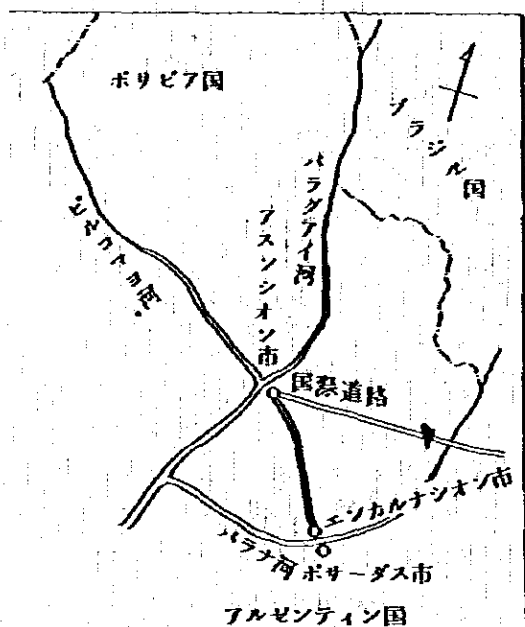 ボリビア国
ブラジル国
パラグアイ河
アスンシオン市
ピルコマヨ河
国際道路
エンカルナシオン市
パラナ河
ポサーダス市
アルゼンティン国